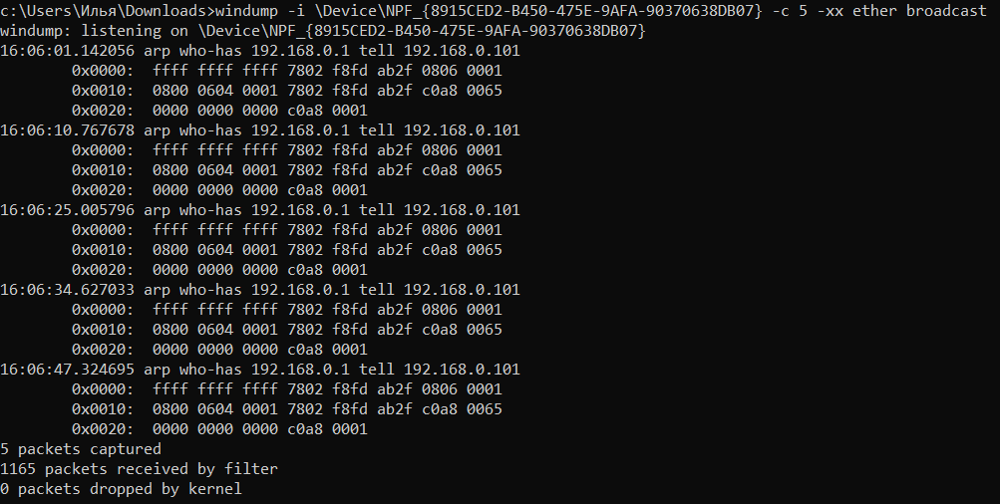 c:\Users\Илья\Downloads>windump -i \Device\NPF_{8915CED2-B450-475E-9AFA-90370638DB07} -c 5 -xx ether broadcast
windump: listening on \Device\NPF_{8915CED2-B450-475E-9AFA-90370638DB07}
16:06:01.142056 arp who-has 192.168.0.1 tell 192.168.0.101
        0x0000:  ffff ffff ffff 7802 f8fd ab2f 0806 0001
        0x0010:  0800 0604 0001 7802 f8fd ab2f c0a8 0065
        0x0020:  0000 0000 0000 c0a8 0001
16:06:10.767678 arp who-has 192.168.0.1 tell 192.168.0.101
        0x0000:  ffff ffff ffff 7802 f8fd ab2f 0806 0001
        0x0010:  0800 0604 0001 7802 f8fd ab2f c0a8 0065
        0x0020:  0000 0000 0000 c0a8 0001
16:06:25.005796 arp who-has 192.168.0.1 tell 192.168.0.101
        0x0000:  ffff ffff ffff 7802 f8fd ab2f 0806 0001
        0x0010:  0800 0604 0001 7802 f8fd ab2f c0a8 0065
        0x0020:  0000 0000 0000 c0a8 0001
16:06:34.627033 arp who-has 192.168.0.1 tell 192.168.0.101
        0x0000:  ffff ffff ffff 7802 f8fd ab2f 0806 0001
        0x0010:  0800 0604 0001 7802 f8fd ab2f c0a8 0065
        0x0020:  0000 0000 0000 c0a8 0001
16:06:47.324695 arp who-has 192.168.0.1 tell 192.168.0.101
        0x0000:  ffff ffff ffff 7802 f8fd ab2f 0806 0001
        0x0010:  0800 0604 0001 7802 f8fd ab2f c0a8 0065
        0x0020:  0000 0000 0000 c0a8 0001
5 packets captured
1165 packets received by filter
0 packets dropped by kernel